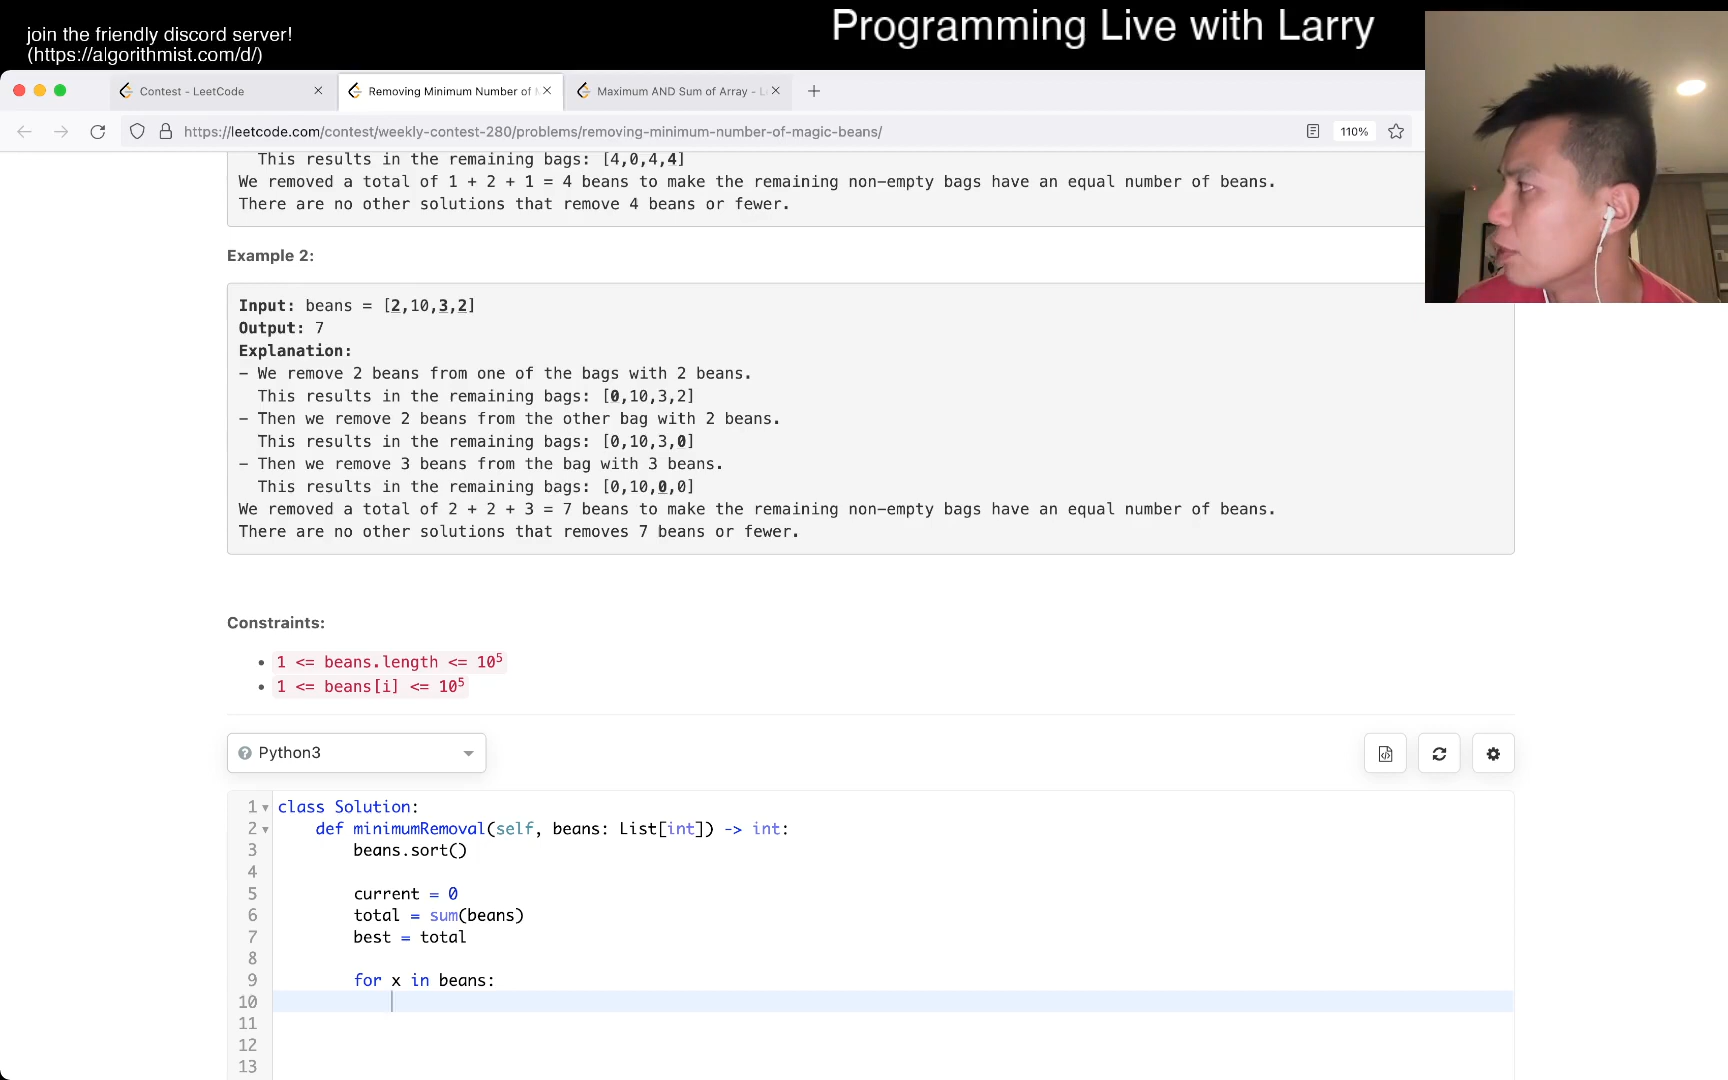 join the friendly discord server!
(https://algorithmist.com/d/)
Programming Live with Larry
Contest - LeetCode
Removing Minimum Number of
Maximum AND Sum of Array - L
https://leetcode.com/contest/weekly-contest-280/problems/removing-minimum-number-of-magic-beans/
110%
This results in the remaining bags: [4,0,4,4]
We removed a total of 1 + 2 + 1 = 4 beans to make the remaining non-empty bags have an equal number of beans.
There are no other solutions that remove 4 beans or fewer.
Example 2:
Input: beans = [2,10,3,2]
Output: 7
Explanation:
- We remove 2 beans from one of the bags with 2 beans.
This results in the remaining bags: [0,10,3,2]
- Then we remove 2 beans from the other bag with 2 beans.
This results in the remaining bags: [0,10,3,0]
- Then we remove 3 beans from the bag with 3 beans.
This results in the remaining bags: [0,10,0,0]
We removed a total of 2 + 2 + 3 = 7 beans to make the remaining non-empty bags have an equal number of beans.
There are no other solutions that removes 7 beans or fewer.
Constraints:
• 1 <= beans.length <= 10⁵
• 1 <= beans[i] <= 10⁵
Python3
1 class Solution:
2 def minimumRemoval(self, beans: List[int]) -> int:
3 beans.sort()
4
5 current = 0
6 total = sum(beans)
7 best = total
8
9 for x in beans:
10
11
12
13